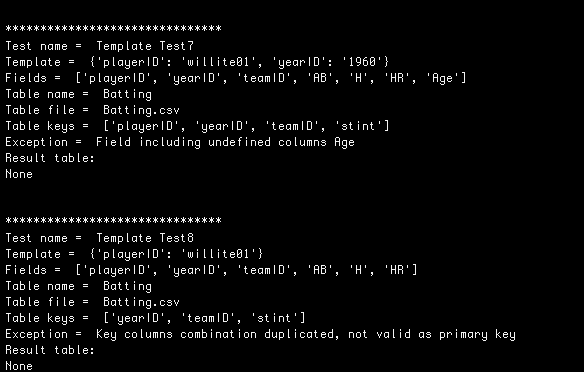 *******************************
Test name =  Template Test7
Template =  {'playerID': 'willite01', 'yearID': '1960'}
Fields =  ['playerID', 'yearID', 'teamID', 'AB', 'H', 'HR', 'Age']
Table name =  Batting
Table file =  Batting.csv
Table keys =  ['playerID', 'yearID', 'teamID', 'stint']
Exception =  Field including undefined columns Age
Result table:
None
*******************************
Test name =  Template Test8
Template =  {'playerID': 'willite01'}
Fields =  ['playerID', 'yearID', 'teamID', 'AB', 'H', 'HR']
Table name =  Batting
Table file =  Batting.csv
Table keys =  ['yearID', 'teamID', 'stint']
Exception =  Key columns combination duplicated, not valid as primary key
Result table:
None